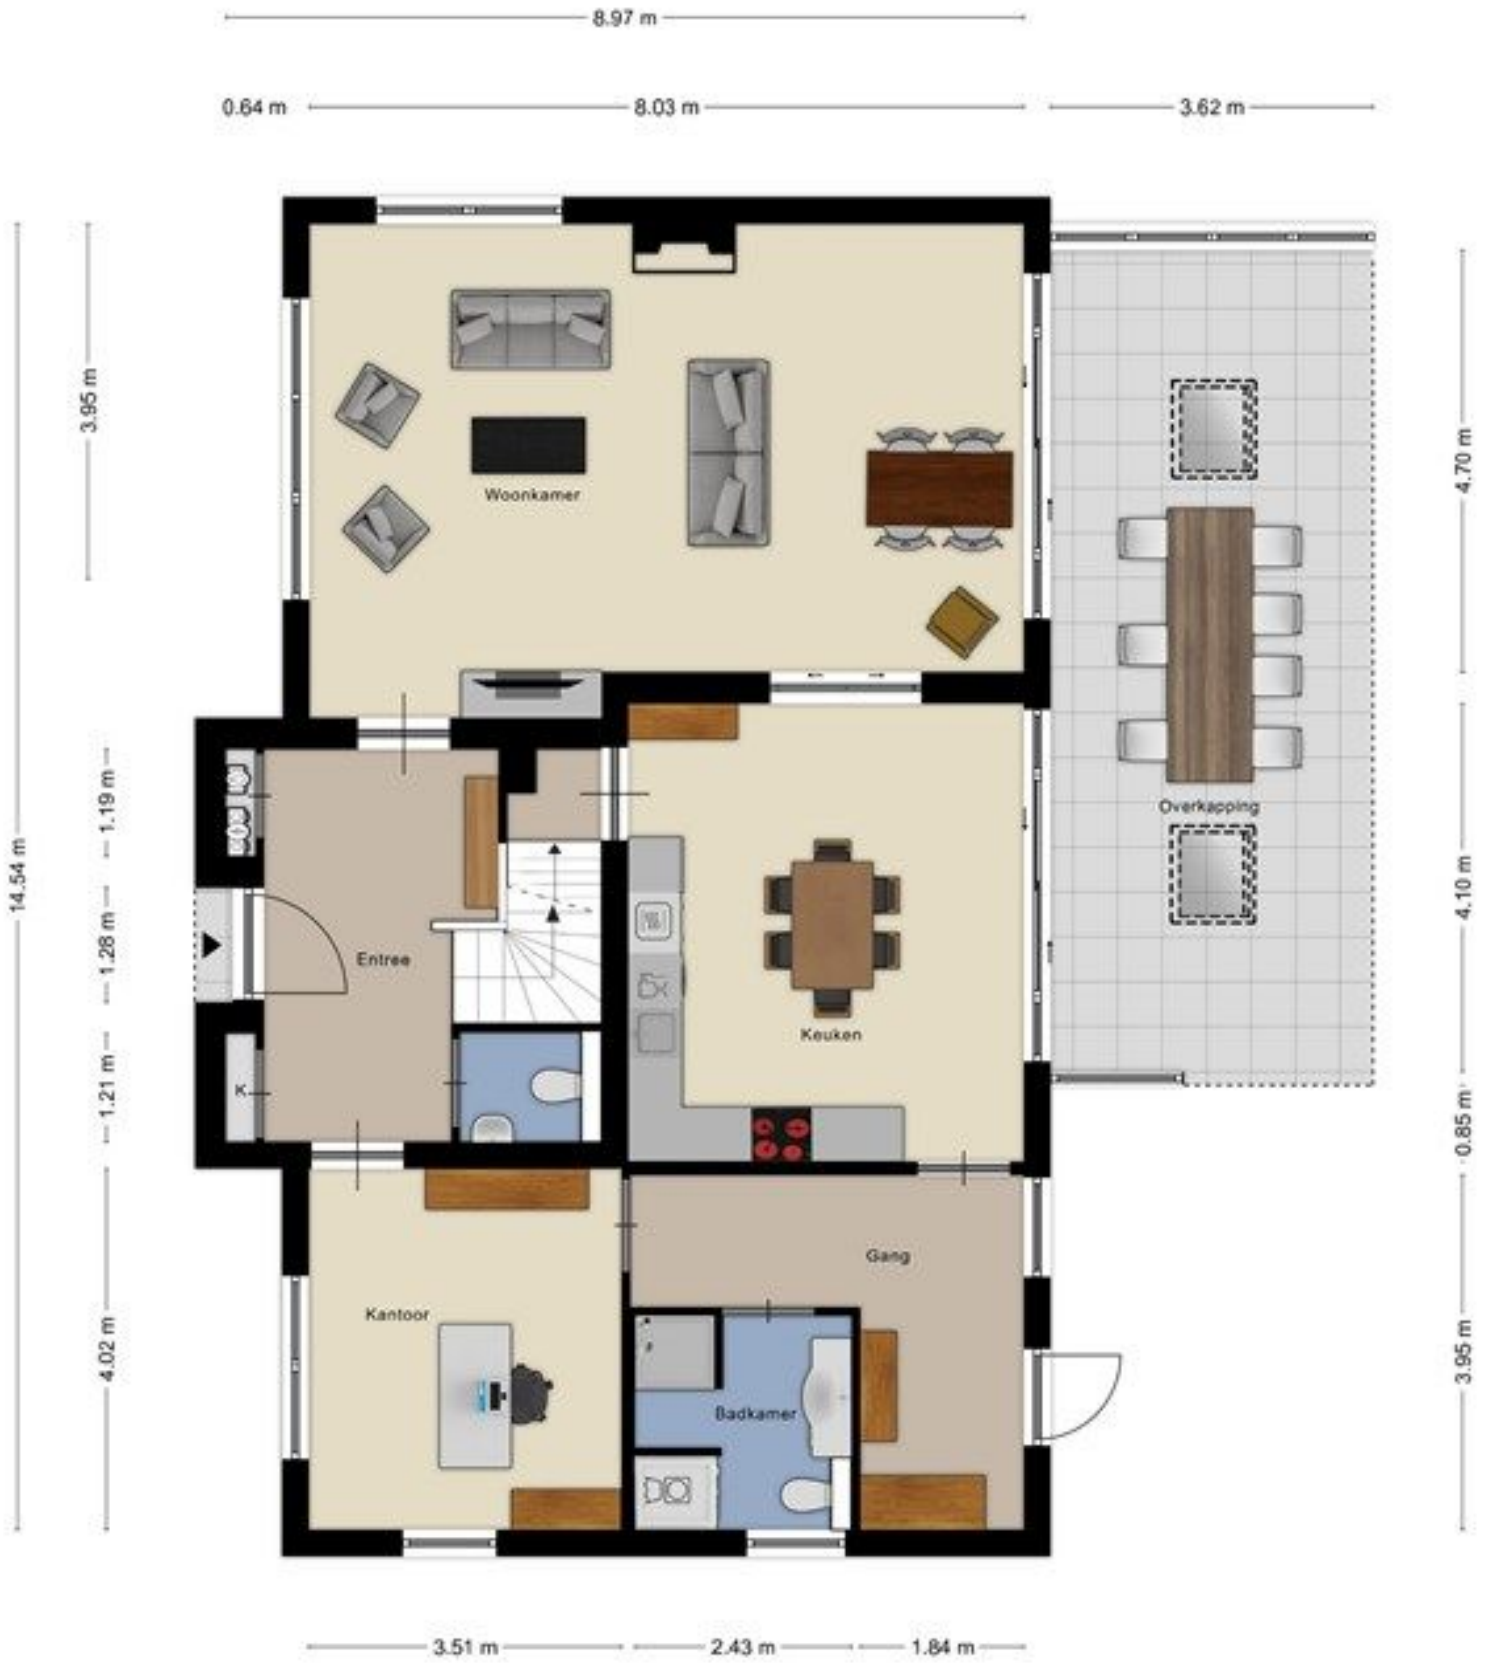 8.97 m
0.64 m
8.03 m
3.62 m
3.95 m
4.70 m
Woonkamer
1.19 m
Overkapping
14.54 m
4.10 m
1.28 m
Entree
Keuken
1.21 m
K
0.85 m
Gang
Kantoor
4.02 m
3.95 m
Badkamer
3.51 m
2.43 m
1.84 m